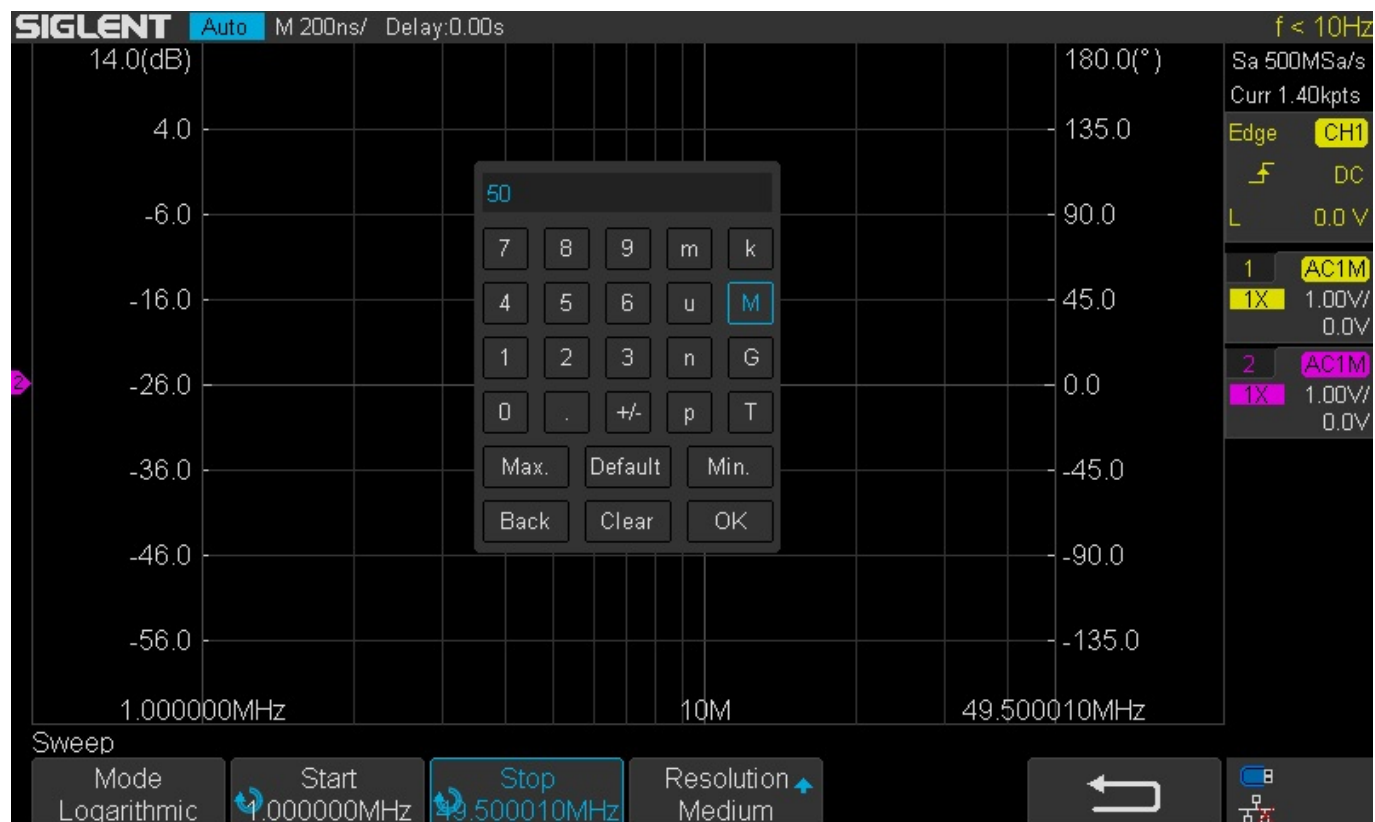 SIGLENT Auto M 200ns/ Delay:0.00s f < 10Hz
14.0(dB) 180.0(°) Sa 500MSa/s
Curr 1.40kpts
4.0 135.0 Edge CH1
DC
50
-6.0 90.0 L 0.0 V
7 8 9 m k
1 AC1M
-16.0 4 5 6 u M 45.0 1X 1.00V/
0.0V
1 2 3 n G 2 AC1M
2 -26.0 0.0 1X 1.00V/
0 . +/- p T 0.0V
-36.0 Max. Default Min. -45.0
Back Clear OK
-46.0 -90.0
-56.0 -135.0
1.000000MHz 10M 49.500010MHz
Sweep
Mode Start Stop Resolution
Logarithmic 1.000000MHz 49.500010MHz Medium